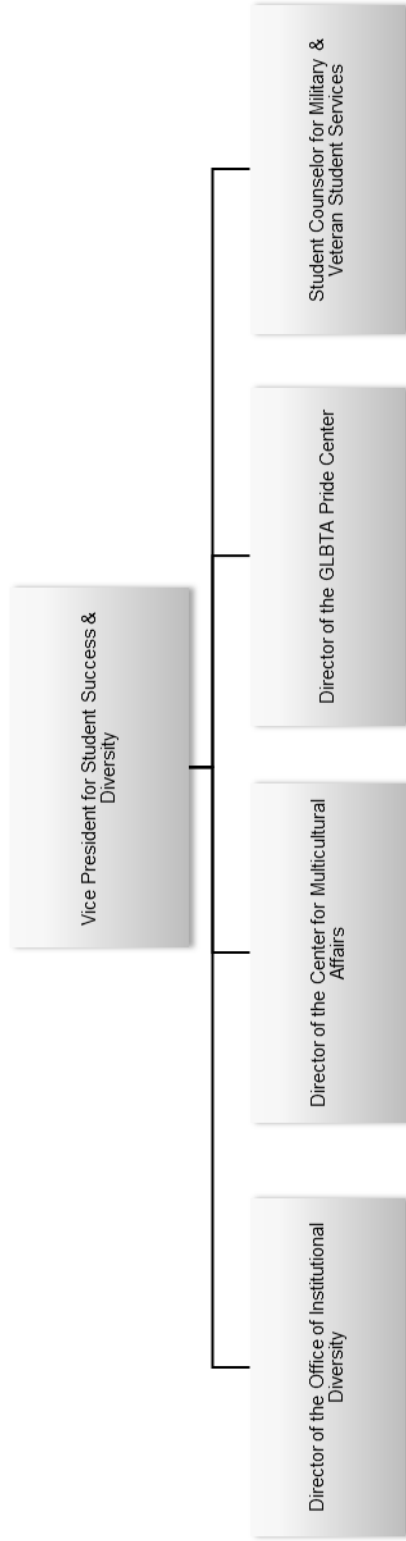 Vice President for Student Success &
Diversity
Director of the Office of Institutional
Diversity
Director of the Center for Multicultural
Affairs
Director of the GLBTA Pride Center
Student Counselor for Military &
Veteran Student Services